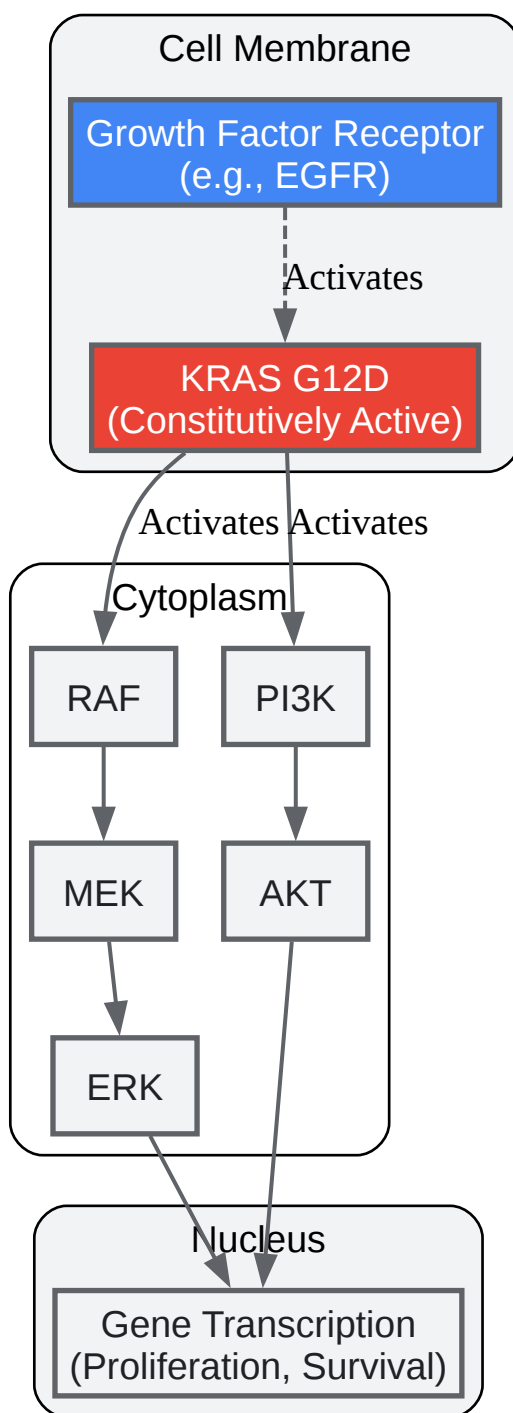 Cell Membrane
Growth Factor Receptor
(e.g., EGFR)
Activates
KRAS G12D
(Constitutively Active)
Activates Activates
Cytoplasm
RAF
PI3K
MEK
AKT
ERK
Nucleus
Gene Transcription
(Proliferation, Survival)